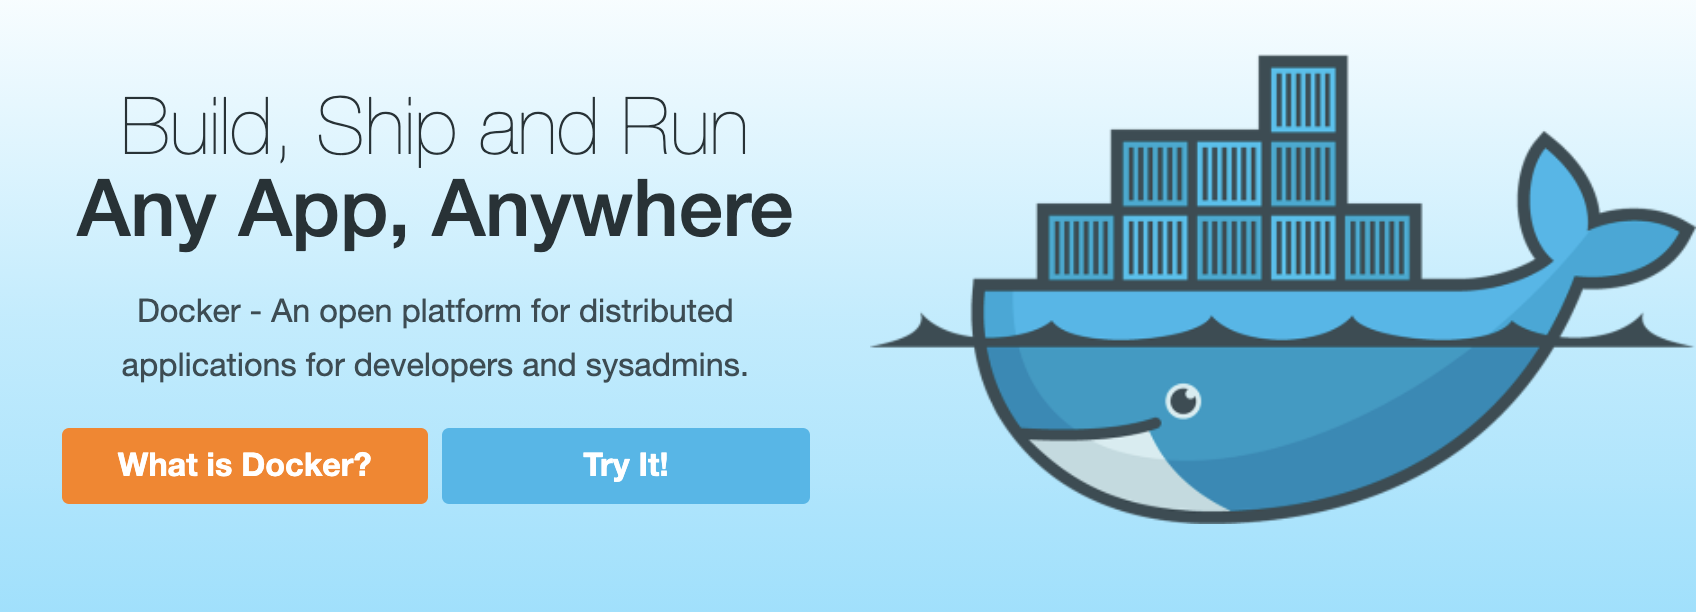 Build, Ship and Run
Any App, Anywhere
Docker - An open platform for distributed
applications for developers and sysadmins.
What is Docker?
Try It!